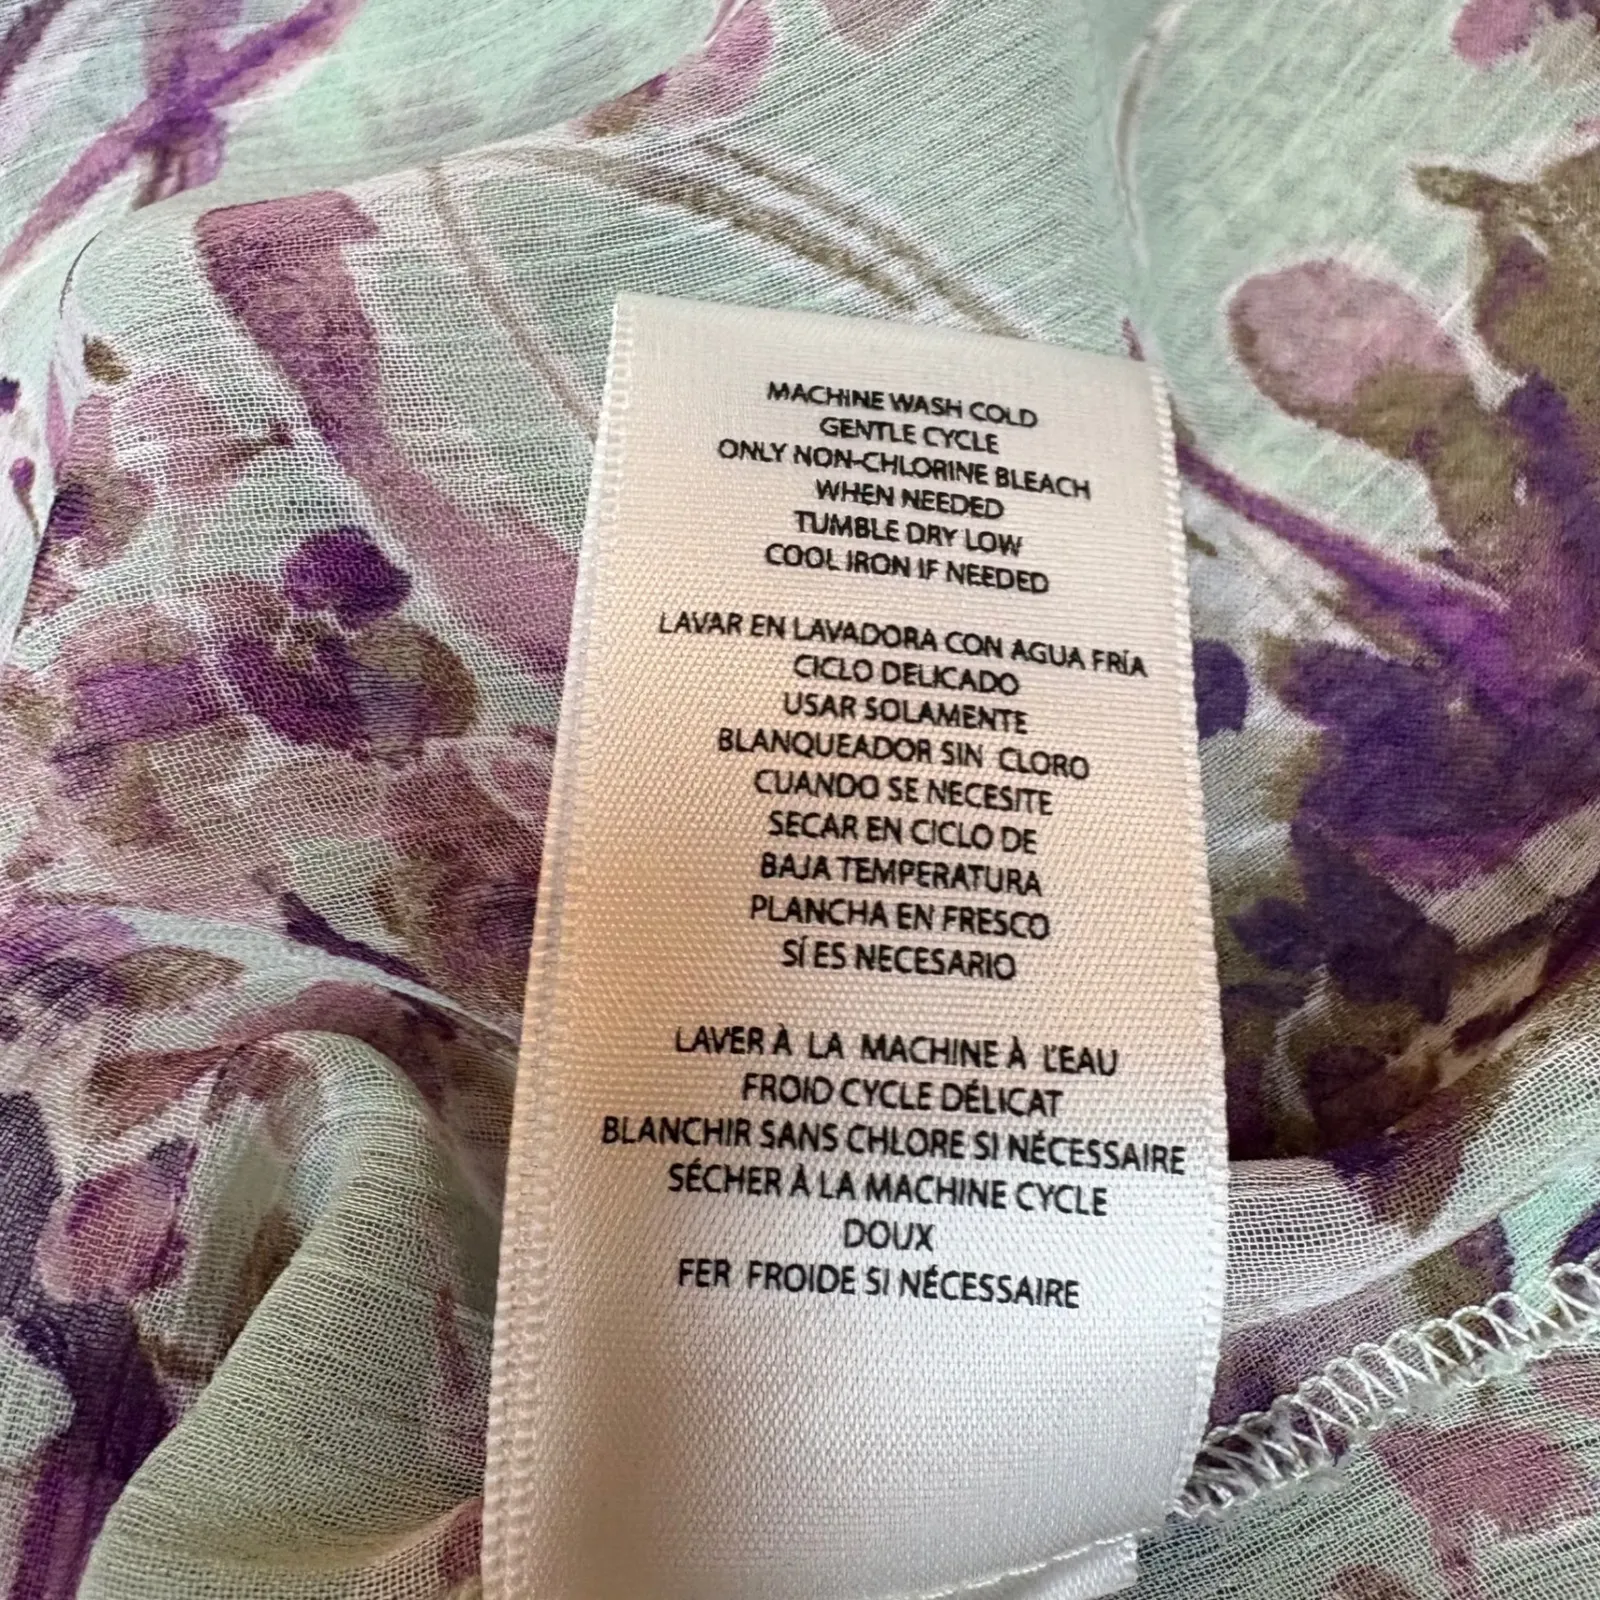 MACHINE WASH COLD
GENTLE CYCLE
ONLY NON-CHLORINE BLEACH
WHEN NEEDED
TUMBLE DRY LOW
COOL IRON IF NEEDED
LAVAR EN LAVADORA CON AGUA FRÍA
CICLO DELICADO
USAR SOLAMENTE
BLANQUEADOR SIN CLORO
CUANDO SE NECESITE
SECAR EN CICLO DE
BAJA TEMPERATURA
PLANCHA EN FRESCO
SÍ ES NECESARIO
LAVER À LA MACHINE À L'EAU
FROID CYCLE DÉLICAT
BLANCHIR SANS CHLORE SI NÉCESSAIRE
SÉCHER À LA MACHINE CYCLE
DOUX
FER FROIDE SI NÉCESSAIRE